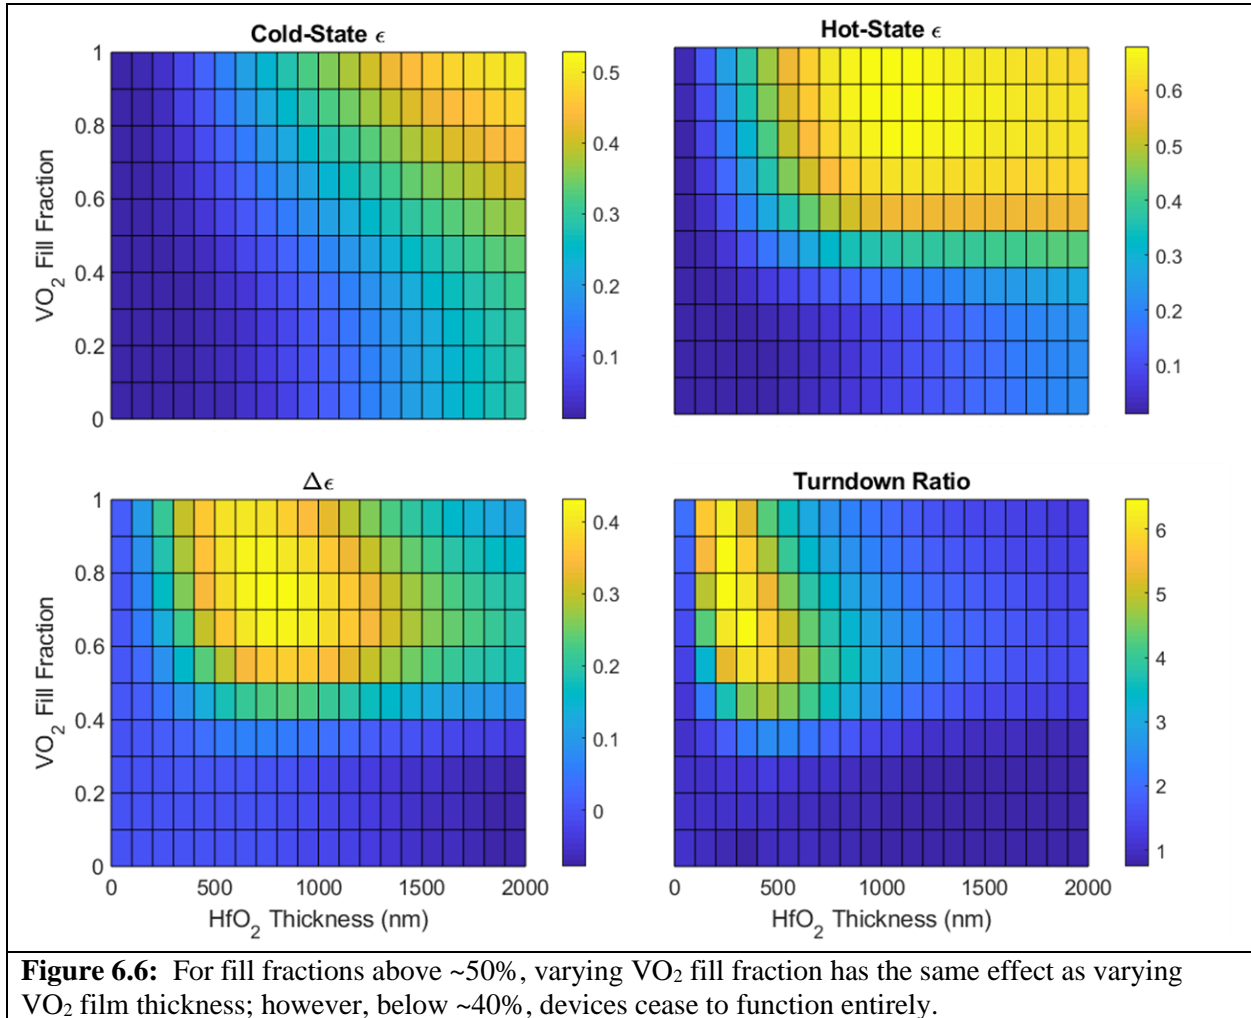 Cold-State ϵ
Hot-State ϵ
1
0.8
0.6
0.4
0.2
0
VO₂ Fill Fraction
0.5
0.4
0.3
0.2
0.1
0.6
0.5
0.4
0.3
0.2
0.1
Δϵ
Turndown Ratio
1
0.8
0.6
0.4
0.2
0
VO₂ Fill Fraction
0.4
0.3
0.2
0.1
0
6
5
4
3
2
1
0 500 1000 1500 2000
0 500 1000 1500 2000
HfO₂ Thickness (nm)
HfO₂ Thickness (nm)
Figure 6.6: For fill fractions above ~50%, varying VO₂ fill fraction has the same effect as varying
VO₂ film thickness; however, below ~40%, devices cease to function entirely.